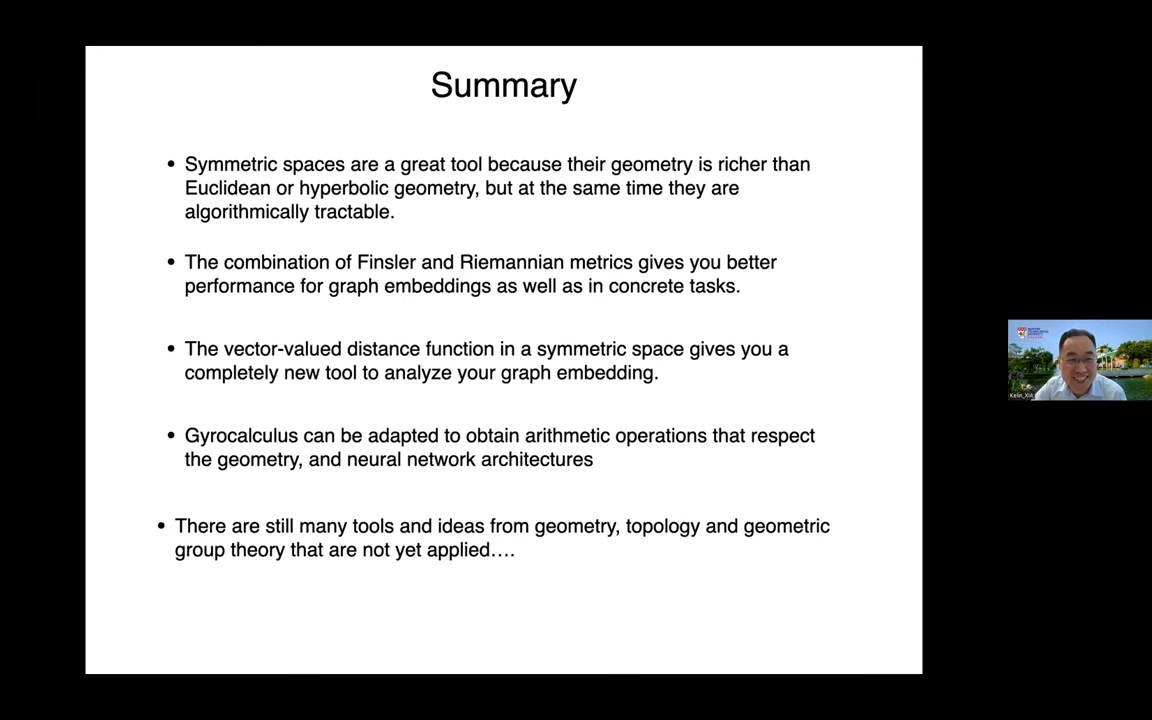 Summary
• Symmetric spaces are a great tool because their geometry is richer than
Euclidean or hyperbolic geometry, but at the same time they are
algorithmically tractable.
• The combination of Finsler and Riemannian metrics gives you better
performance for graph embeddings as well as in concrete tasks.
• The vector-valued distance function in a symmetric space gives you a
completely new tool to analyze your graph embedding.
• Gyrocalculus can be adapted to obtain arithmetic operations that respect
the geometry, and neural network architectures
• There are still many tools and ideas from geometry, topology and geometric
group theory that are not yet applied….
Kelin_XIA